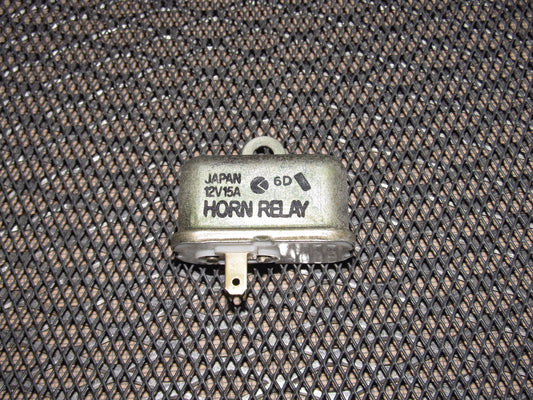 JAPAN 6D
12V15A
HORN RELAY